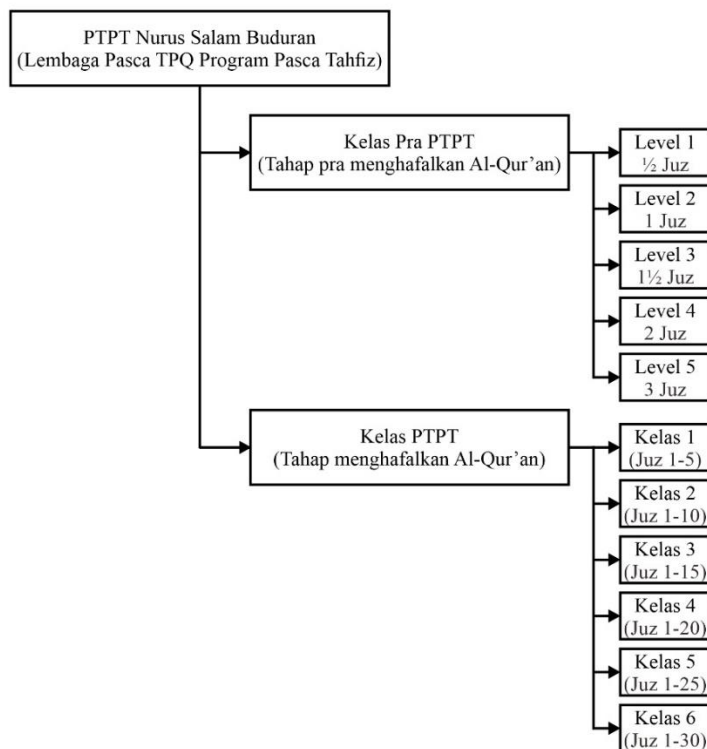 PTPT Nurus Salam Buduran
(Lembaga Pasca TPQ Program Pasca Tahfiz)
Kelas Pra PTPT
(Tahap pra menghafalkan Al-Qur’an)
Level 1
½ Juz
Level 2
1 Juz
Level 3
1½ Juz
Level 4
2 Juz
Level 5
3 Juz
Kelas PTPT
(Tahap menghafalkan Al-Qur’an)
Kelas 1
(Juz 1-5)
Kelas 2
(Juz 1-10)
Kelas 3
(Juz 1-15)
Kelas 4
(Juz 1-20)
Kelas 5
(Juz 1-25)
Kelas 6
(Juz 1-30)